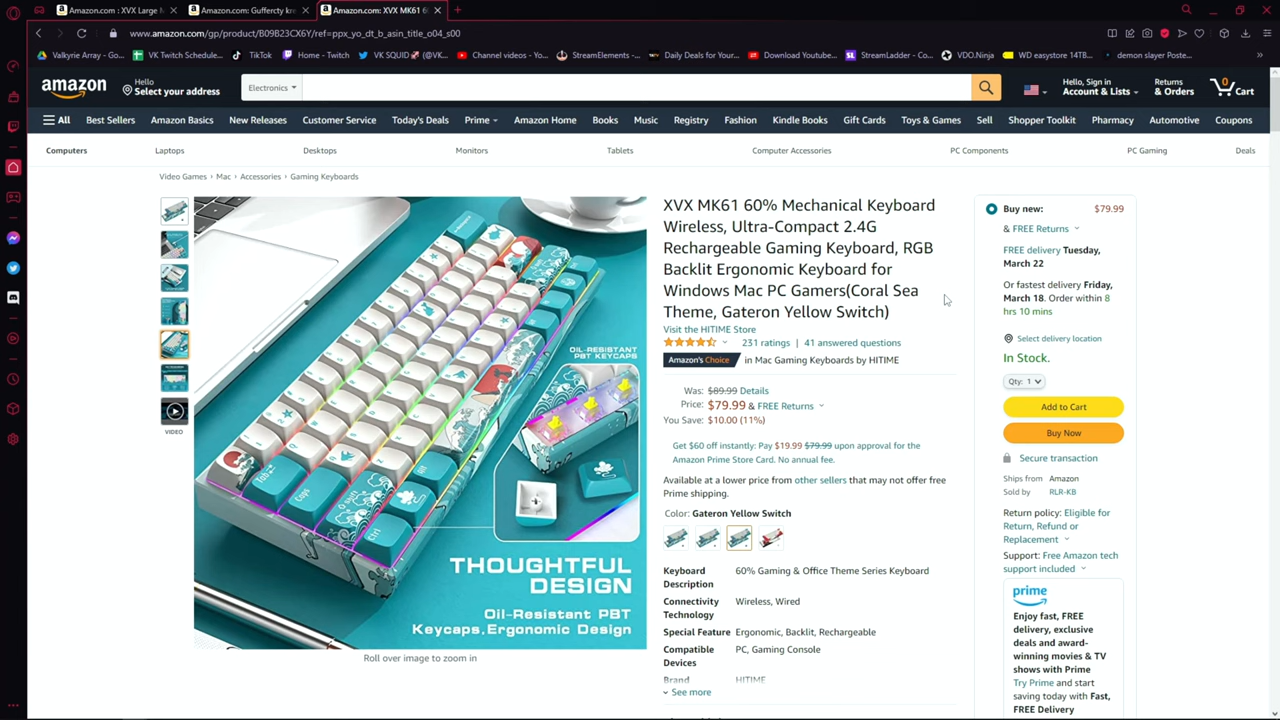 Amazon.com : XVX Large M
Amazon.com: Guffercty kre
Amazon.com: XVX MK61 6
www.amazon.com/gp/product/B09B23CX6Y/ref=ppx_yo_dt_b_asin_title_o04_s00
Valkyrie Array - Go...
VK Twitch Schedule...
TikTok
Home - Twitch
VK SQUID (@VK...
Channel videos - Yo...
StreamElements -...
Daily Deals for Your...
Download Youtube...
StreamLadder - Co...
VDO.Ninja
WD easystore 14TB...
demon slayer Poste...
amazon
Hello
Select your address
Electronics
Hello, Sign in
Account & Lists
Returns
& Orders
0
Cart
All
Best Sellers
Amazon Basics
New Releases
Customer Service
Today's Deals
Prime
Amazon Home
Books
Music
Registry
Fashion
Kindle Books
Gift Cards
Toys & Games
Sell
Shopper Toolkit
Pharmacy
Automotive
Coupons
Computers
Laptops
Desktops
Monitors
Tablets
Computer Accessories
PC Components
PC Gaming
Deals
Video Games › Mac › Accessories › Gaming Keyboards
VIDEO
OIL-RESISTANT
PBT KEYCAPS
THOUGHTFUL
DESIGN
Oil-Resistant PBT
Keycaps,Ergonomic Design
Roll over image to zoom in
XVX MK61 60% Mechanical Keyboard
Wireless, Ultra-Compact 2.4G
Rechargeable Gaming Keyboard, RGB
Backlit Ergonomic Keyboard for
Windows Mac PC Gamers(Coral Sea
Theme, Gateron Yellow Switch)
Visit the HITIME Store
231 ratings | 41 answered questions
Amazon's Choice in Mac Gaming Keyboards by HITIME
Was: $89.99 Details
Price: $79.99 & FREE Returns
You Save: $10.00 (11%)
Get $60 off instantly: Pay $19.99 $79.99 upon approval for the
Amazon Prime Store Card. No annual fee.
Available at a lower price from other sellers that may not offer free
Prime shipping.
Color: Gateron Yellow Switch
Keyboard
Description
60% Gaming & Office Theme Series Keyboard
Connectivity
Technology
Wireless, Wired
Special Feature
Ergonomic, Backlit, Rechargeable
Compatible
Devices
PC, Gaming Console
Brand
HITIME
See more
Buy new:
$79.99
& FREE Returns
FREE delivery Tuesday,
March 22
Or fastest delivery Friday,
March 18. Order within 8
hrs 10 mins
Select delivery location
In Stock.
Qty: 1
Add to Cart
Buy Now
Secure transaction
Ships from Amazon
Sold by RLR-KB
Return policy: Eligible for
Return, Refund or
Replacement
Support: Free Amazon tech
support included
prime
Enjoy fast, FREE
delivery, exclusive
deals and award-
winning movies & TV
shows with Prime
Try Prime and start
saving today with Fast,
FREE Delivery